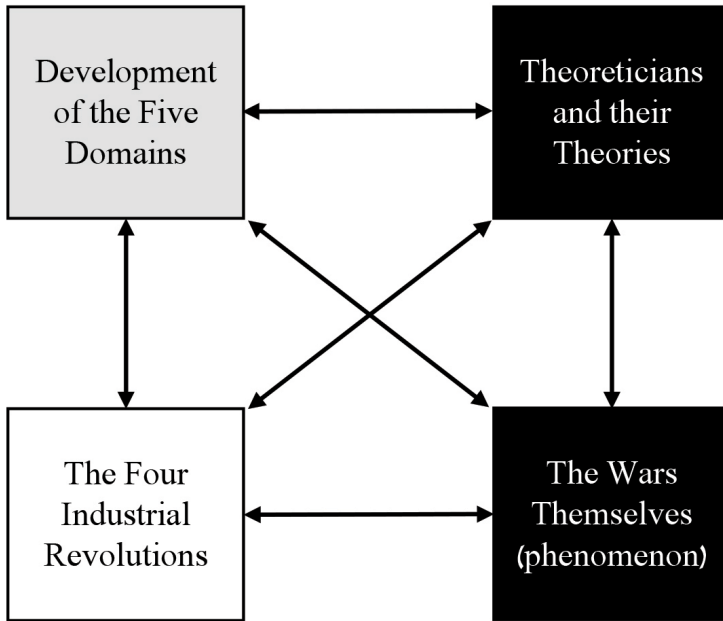 Development
of the Five
Domains
Theoreticians
and their
Theories
The Four
Industrial
Revolutions
The Wars
Themselves
(phenomenon)